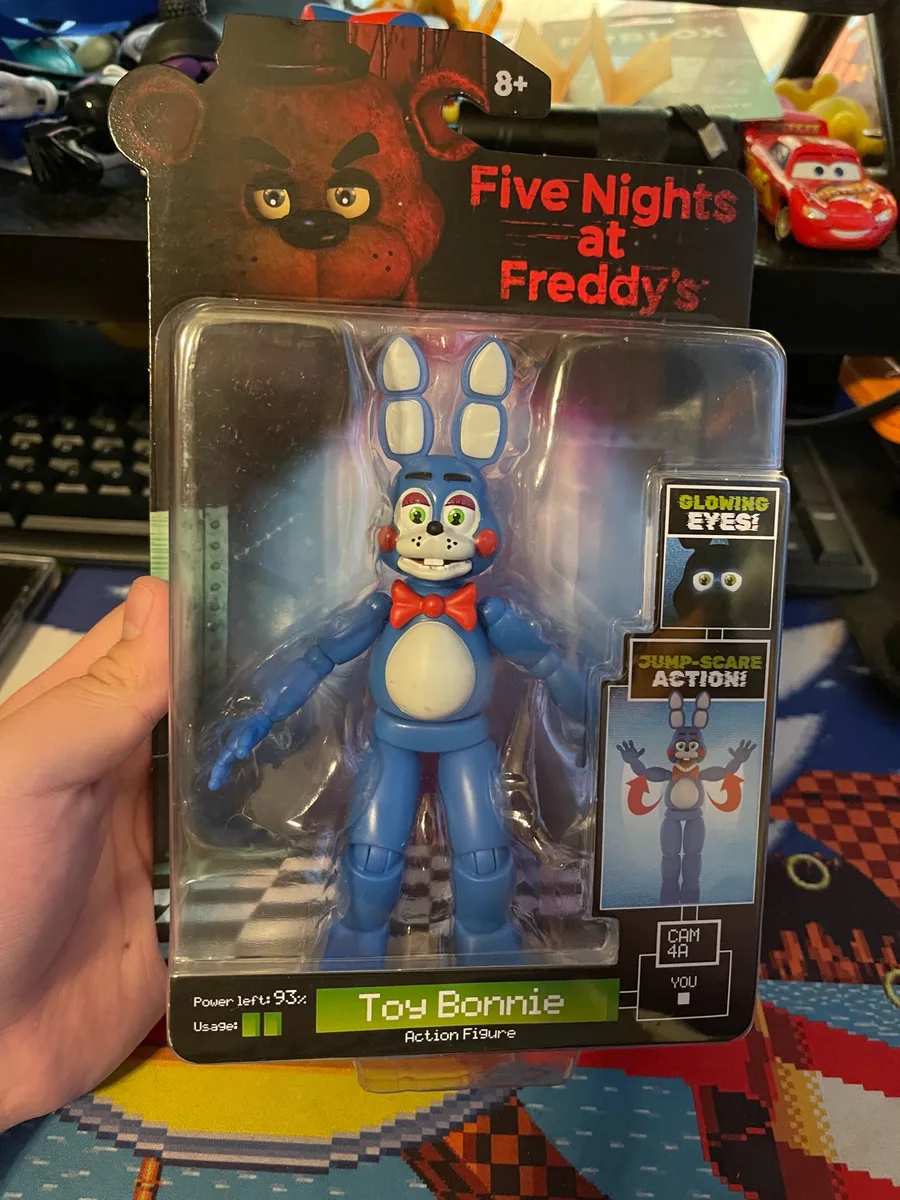 8+
Five Nights
at
Freddy's
GLOWING
EYES!
JUMP-SCARE
ACTION!
CAM
4A
YOU
Power left: 93%
Usage:
Toy Bonnie
Action Figure